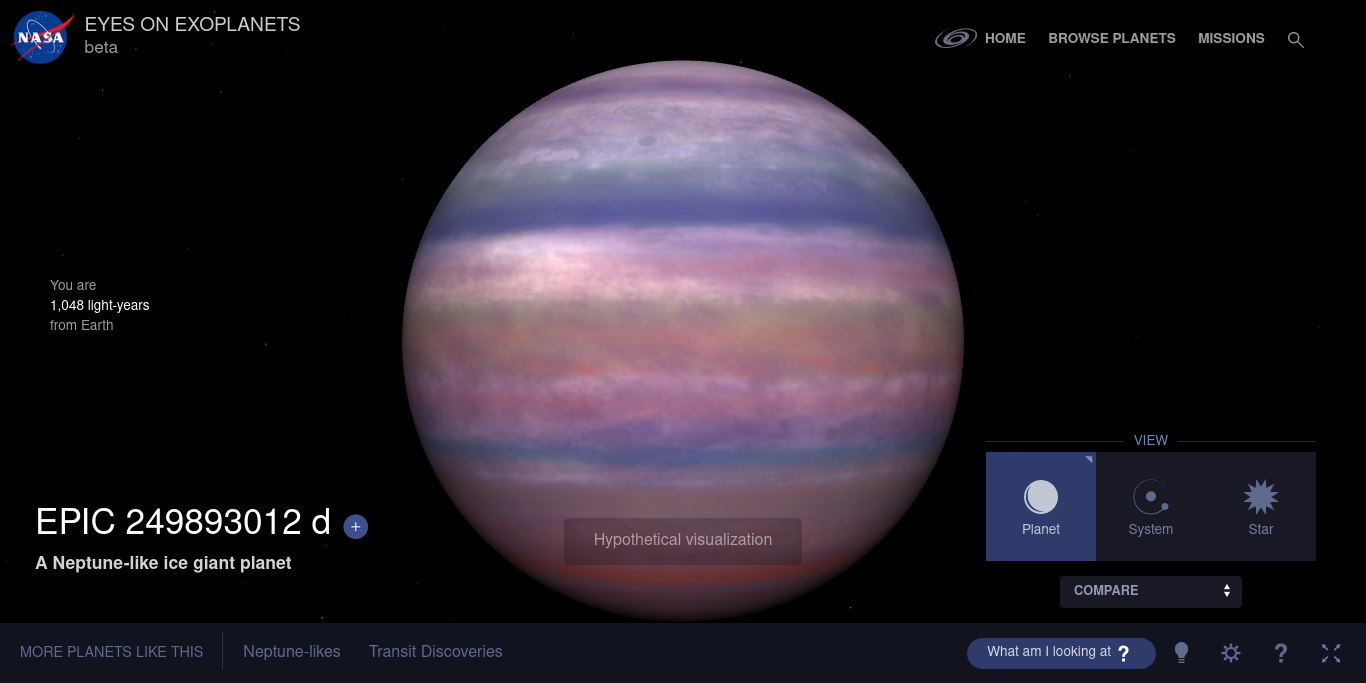 NASA
EYES ON EXOPLANETS
beta
HOME
BROWSE PLANETS
MISSIONS
You are
1,048 light-years
from Earth
EPIC 249893012 d +
A Neptune-like ice giant planet
Hypothetical visualization
VIEW
Planet
System
Star
COMPARE
MORE PLANETS LIKE THIS
Neptune-likes
Transit Discoveries
What am I looking at ?
?